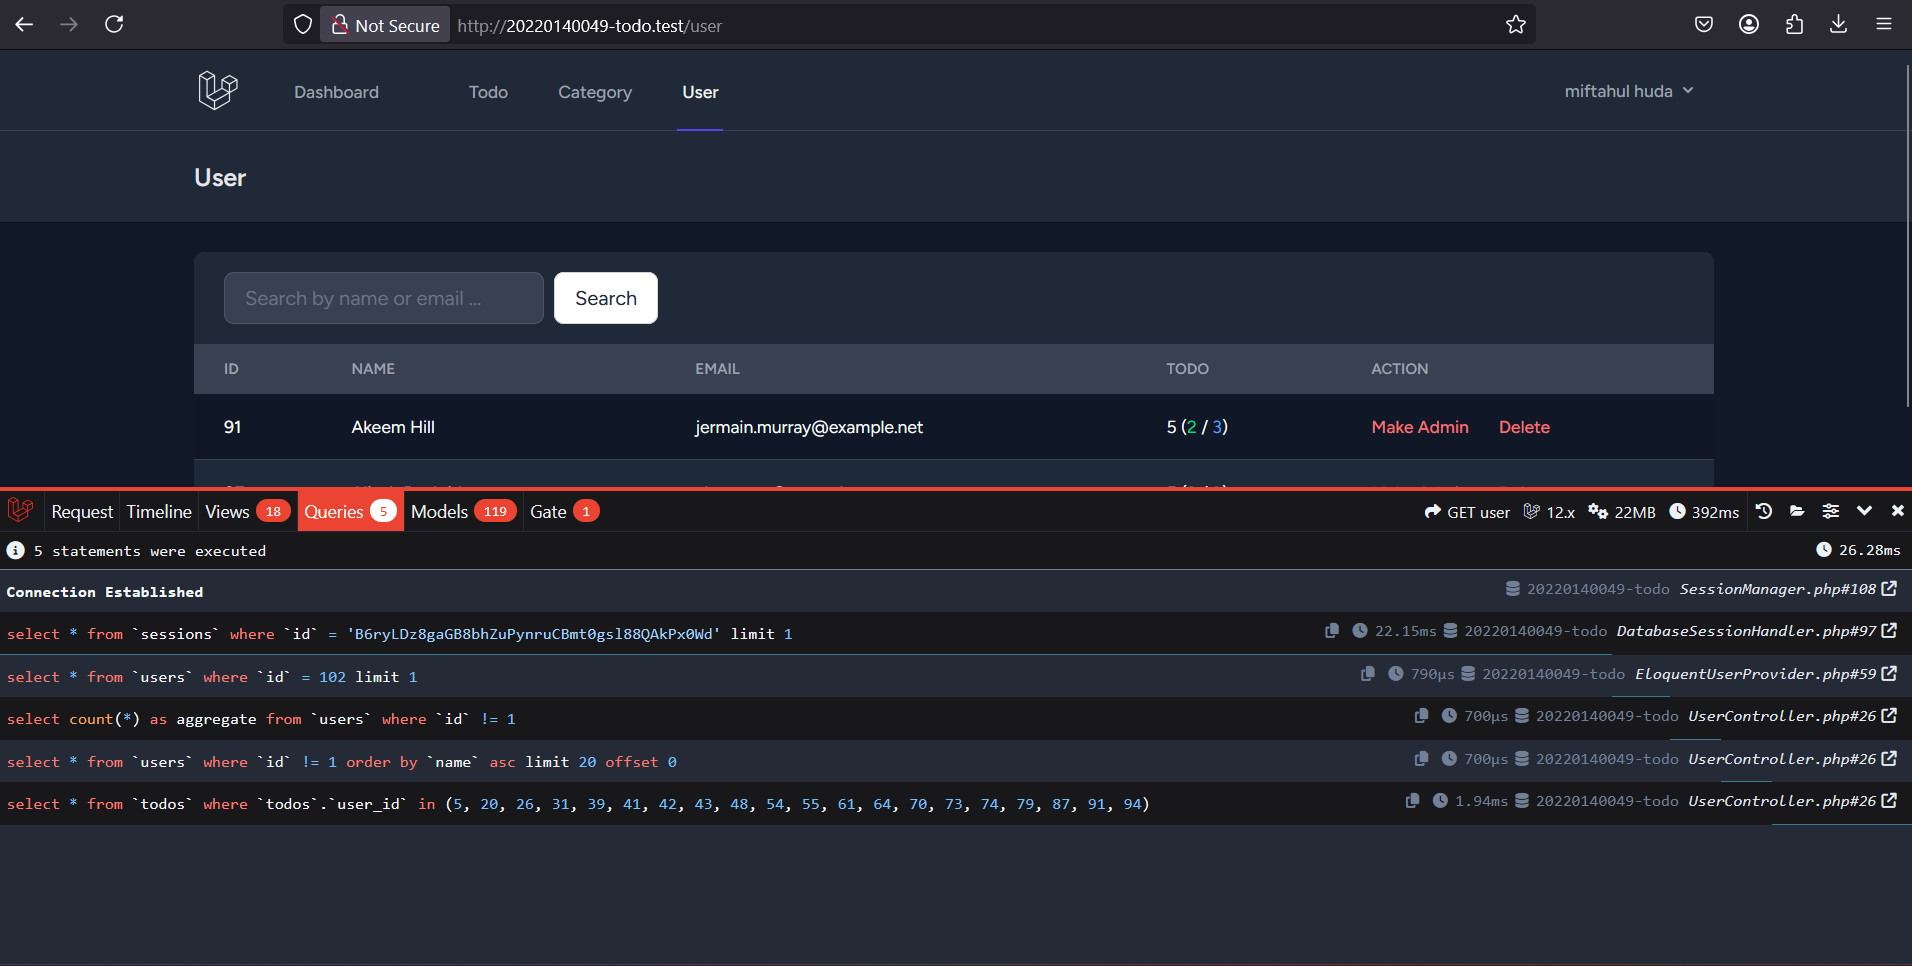 Not Secure http://20220140049-todo.test/user
Dashboard Todo Category User miftahul huda
User
Search by name or email ... Search
ID NAME EMAIL TODO ACTION
91 Akeem Hill jermain.murray@example.net 5 (2 / 3) Make Admin Delete
Request Timeline Views 18 Queries 5 Models 119 Gate 1 GET user 12.x 22MB 392ms
5 statements were executed 26.28ms
Connection Established 20220140049-todo SessionManager.php#108
select * from `sessions` where `id` = 'B6ryLDz8gaGB8bhZuPynruCBmt0gsl88QAkPx0Wd' limit 1 22.15ms 20220140049-todo DatabaseSessionHandler.php#97
select * from `users` where `id` = 102 limit 1 790μs 20220140049-todo EloquentUserProvider.php#59
select count(*) as aggregate from `users` where `id` != 1 700μs 20220140049-todo UserController.php#26
select * from `users` where `id` != 1 order by `name` asc limit 20 offset 0 700μs 20220140049-todo UserController.php#26
select * from `todos` where `todos`.`user_id` in (5, 20, 26, 31, 39, 41, 42, 43, 48, 54, 55, 61, 64, 70, 73, 74, 79, 87, 91, 94) 1.94ms 20220140049-todo UserController.php#26